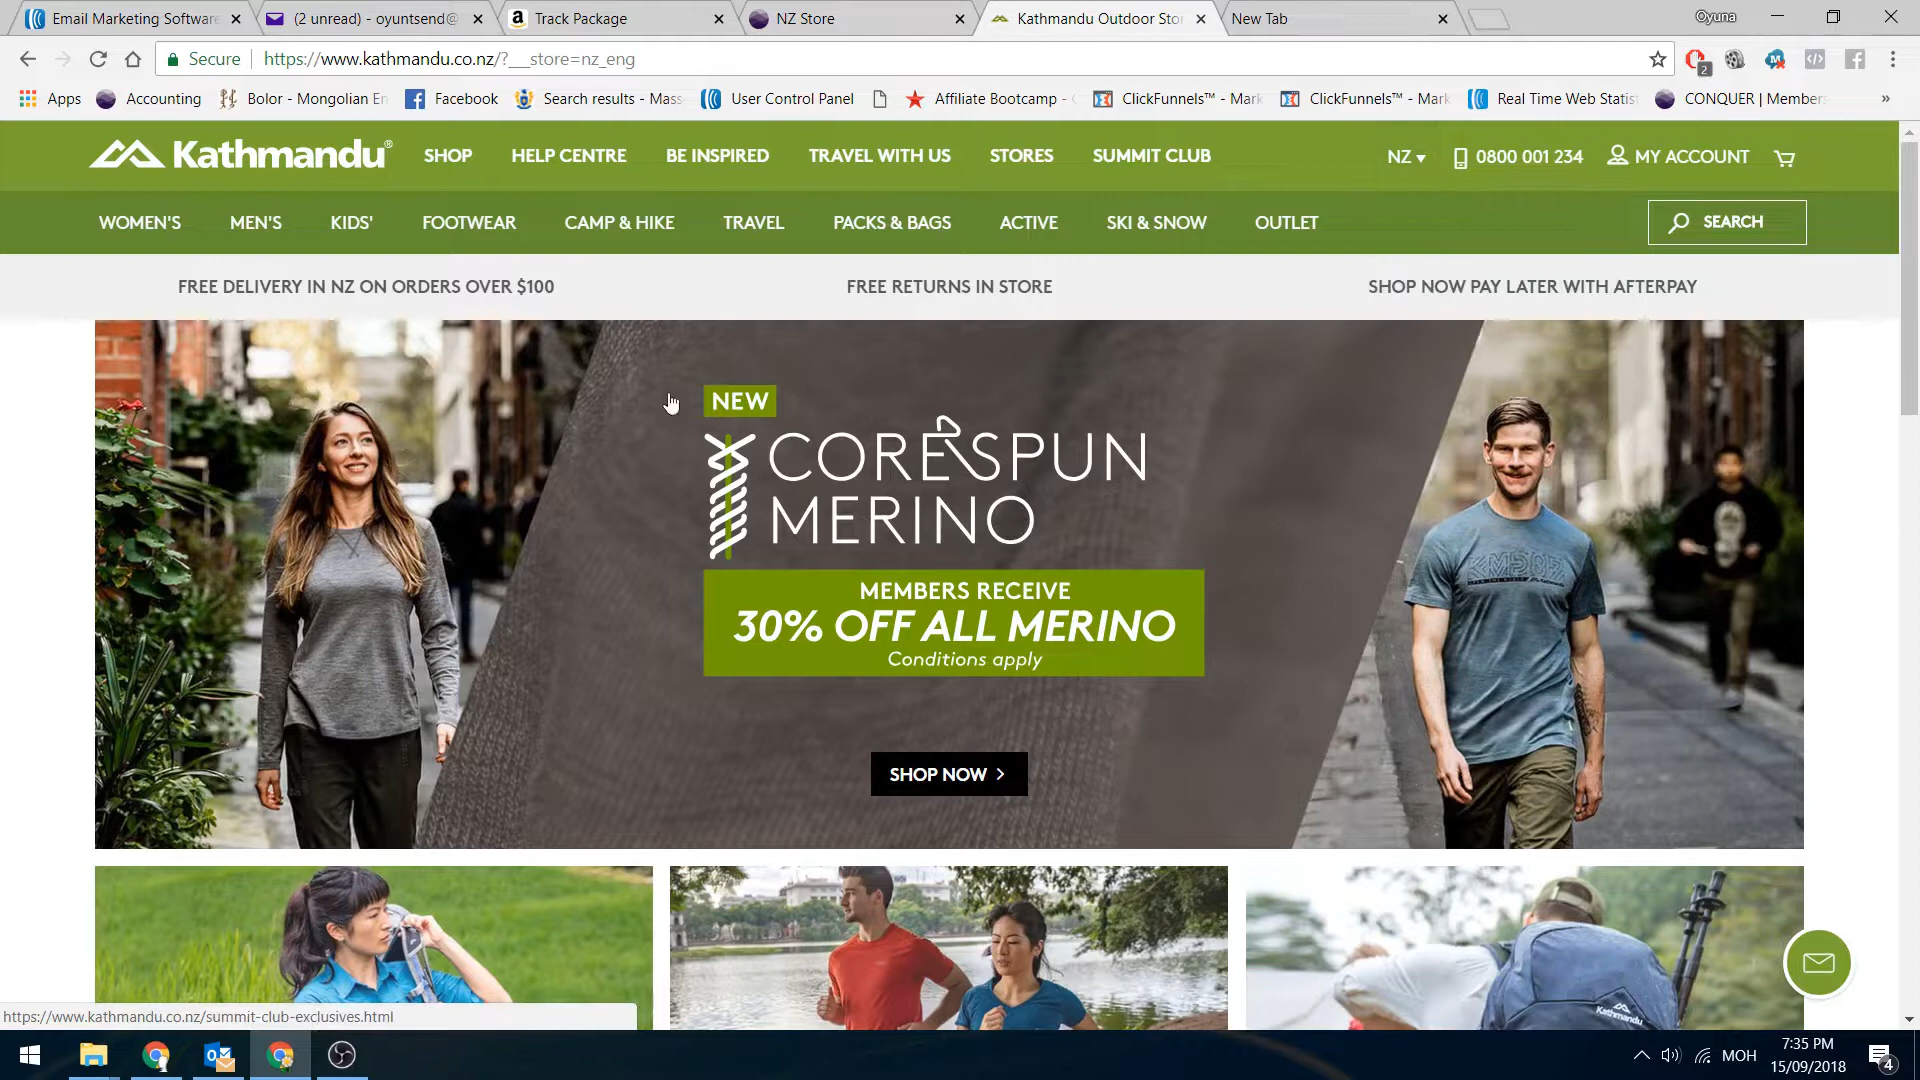 Email Marketing Software
(2 unread) - oyuntsend@
Track Package
NZ Store
Kathmandu Outdoor Sto
New Tab
Oyuna
Secure
https://www.kathmandu.co.nz/?___store=nz_eng
2
Apps
Accounting
Bolor - Mongolian En
Facebook
Search results - Mass
User Control Panel
Affiliate Bootcamp -
ClickFunnels™ - Mark
ClickFunnels™ - Mark
Real Time Web Statis
CONQUER | Member
»
Kathmandu®
SHOP
HELP CENTRE
BE INSPIRED
TRAVEL WITH US
STORES
SUMMIT CLUB
NZ
0800 001 234
MY ACCOUNT
WOMEN'S
MEN'S
KIDS'
FOOTWEAR
CAMP & HIKE
TRAVEL
PACKS & BAGS
ACTIVE
SKI & SNOW
OUTLET
SEARCH
FREE DELIVERY IN NZ ON ORDERS OVER $100
FREE RETURNS IN STORE
SHOP NOW PAY LATER WITH AFTERPAY
NEW
CORESPUN
MERINO
MEMBERS RECEIVE
30% OFF ALL MERINO
Conditions apply
KMDOR
SHOP NOW
Kathmandu
https://www.kathmandu.co.nz/summit-club-exclusives.html
MOH
7:35 PM
15/09/2018
4